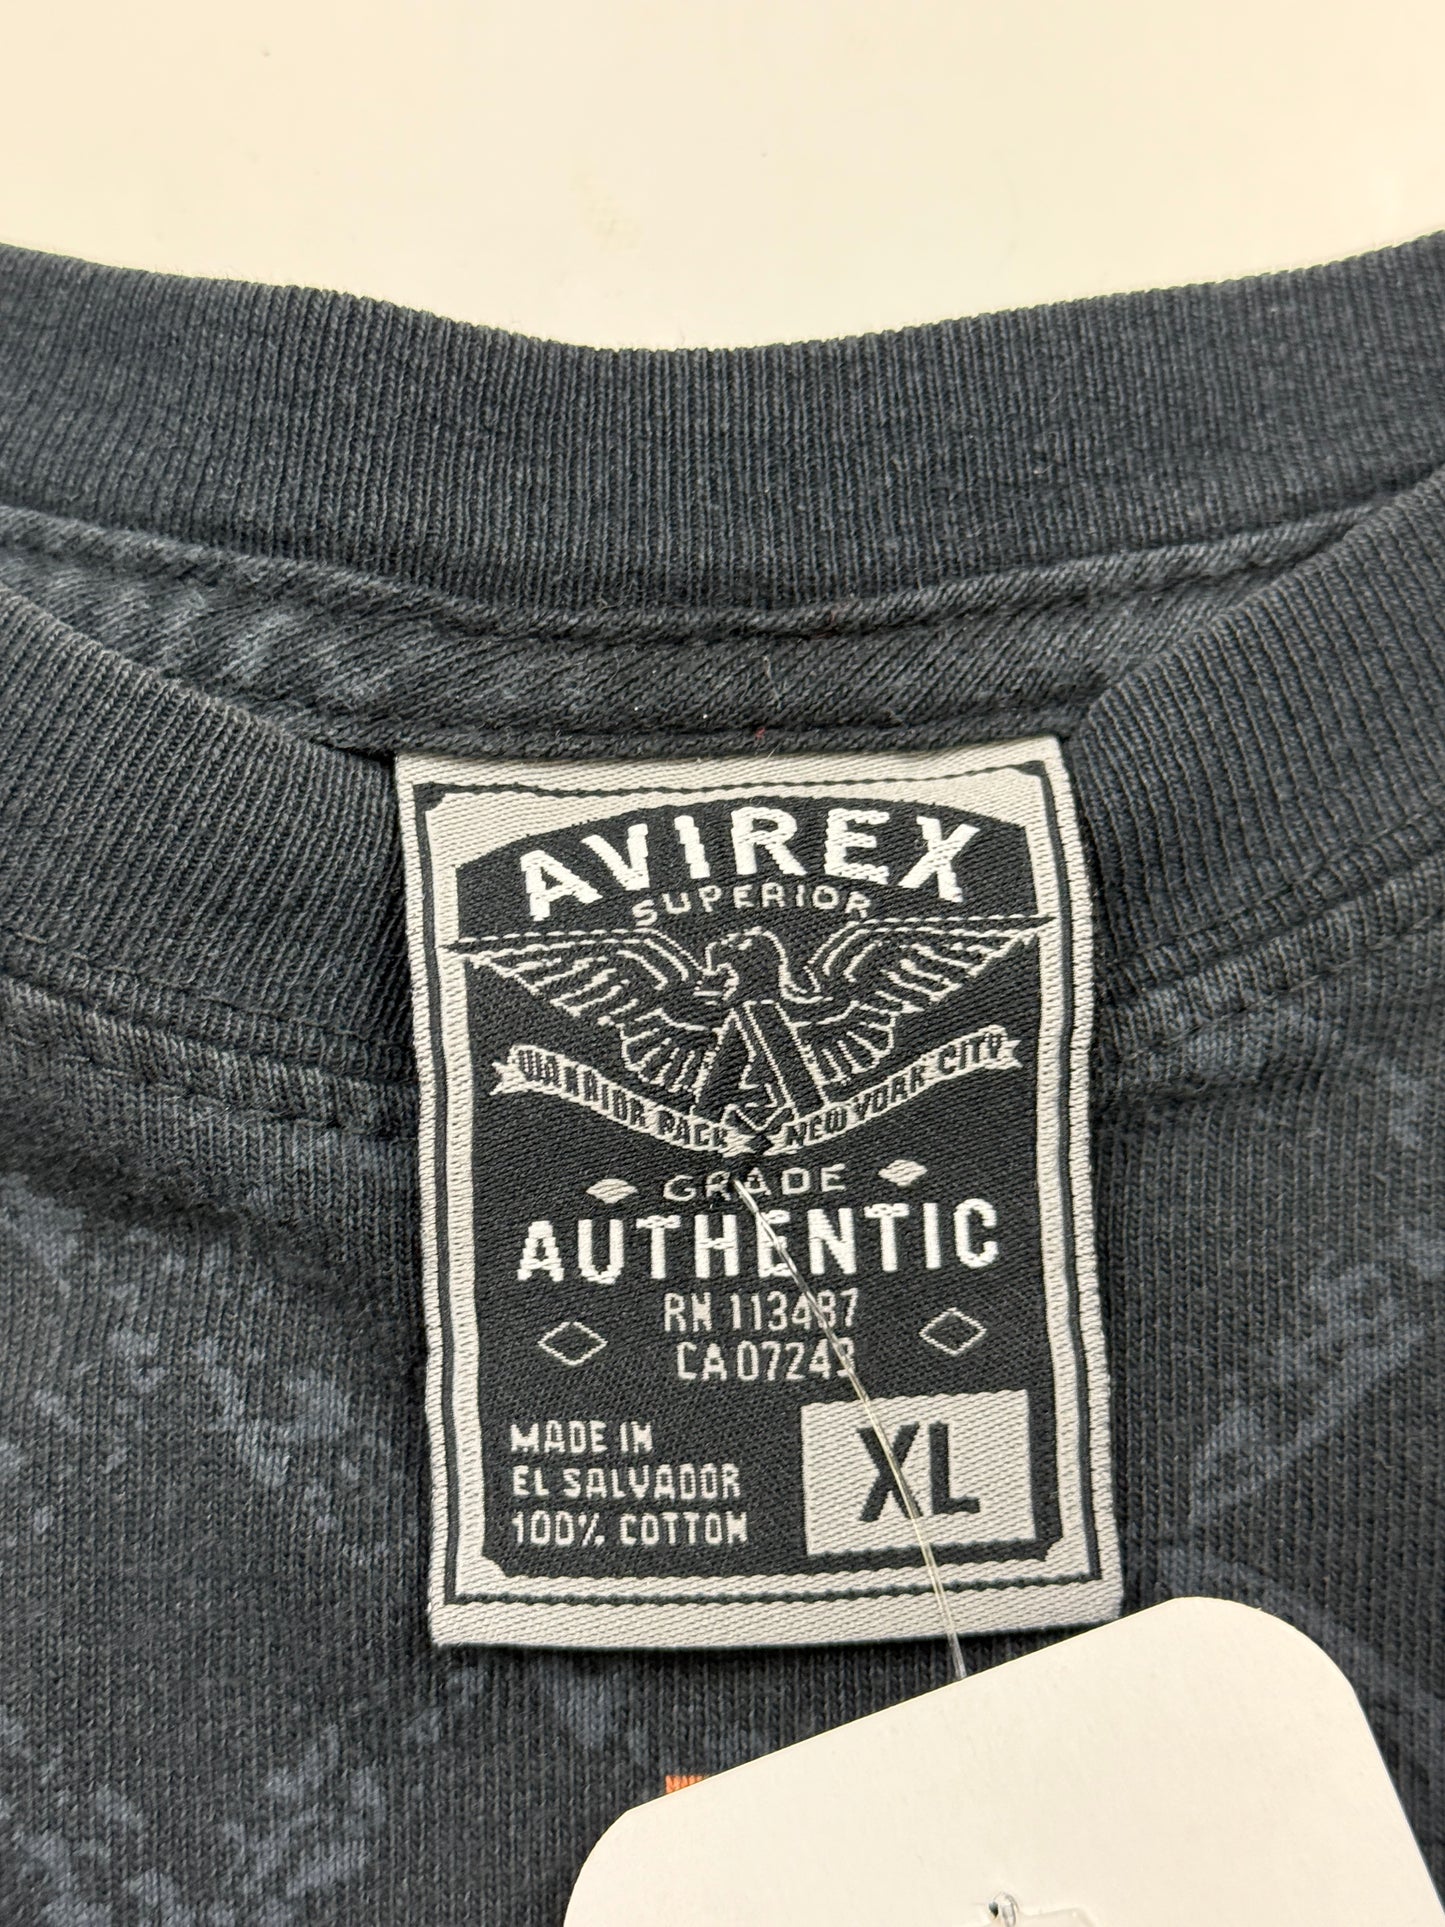 AVIREX
SUPERIOR
WARRIOR PACK NEW YORK CITY
GRADE
AUTHENTIC
RN 113487
CA 07243
MADE IN
EL SALVADOR
100% COTTON
XL